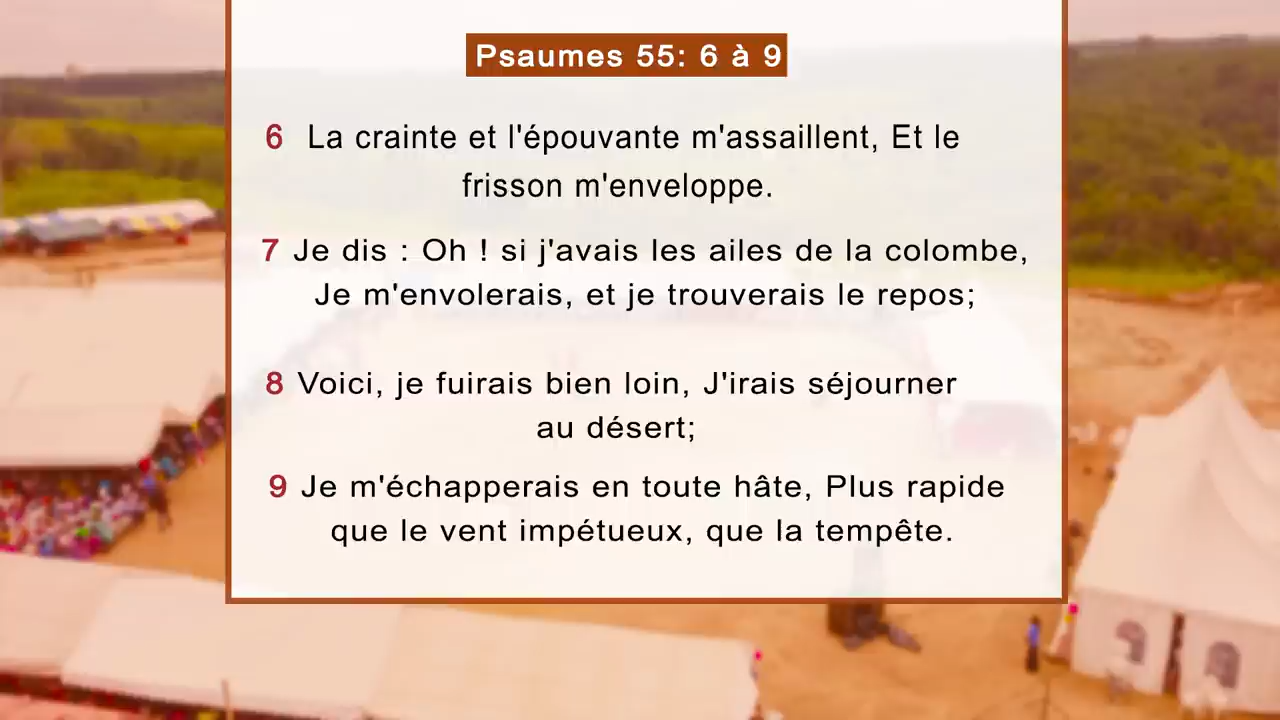 Psaumes 55: 6 à 9
6 La crainte et l'épouvante m'assaillent, Et le
frisson m'enveloppe.
7 Je dis : Oh ! si j'avais les ailes de la colombe,
Je m'envolerais, et je trouverais le repos;
8 Voici, je fuirais bien loin, J'irais séjourner
au désert;
9 Je m'échapperais en toute hâte, Plus rapide
que le vent impétueux, que la tempête.